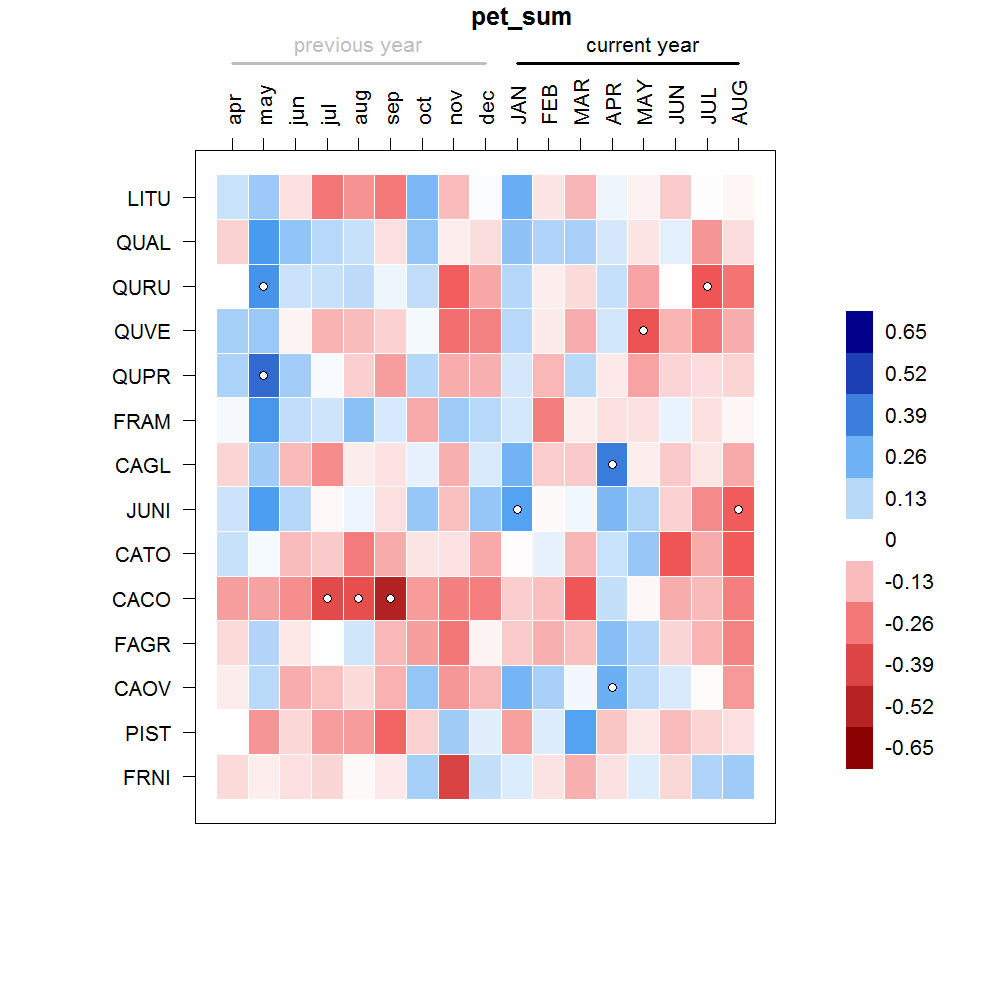 pet_sum
previous year current year
apr may jun jul aug sep oct nov dec JAN FEB MAR APR MAY JUN JUL AUG
LITU
QUAL
QURU
QUVE
QUPR
FRAM
CAGL
JUNI
CATO
CACO
FAGR
CAOV
PIST
FRNI
0.65
0.52
0.39
0.26
0.13
0
-0.13
-0.26
-0.39
-0.52
-0.65